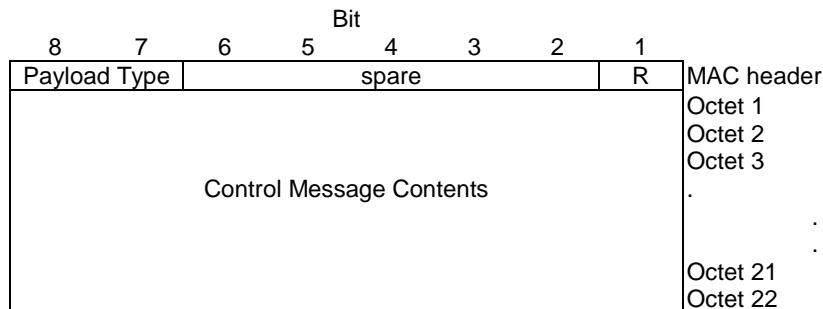 Bit
8 7 6 5 4 3 2 1
Payload Type spare R MAC header
Octet 1
Octet 2
Octet 3
Control Message Contents .
.
.
Octet 21
Octet 22